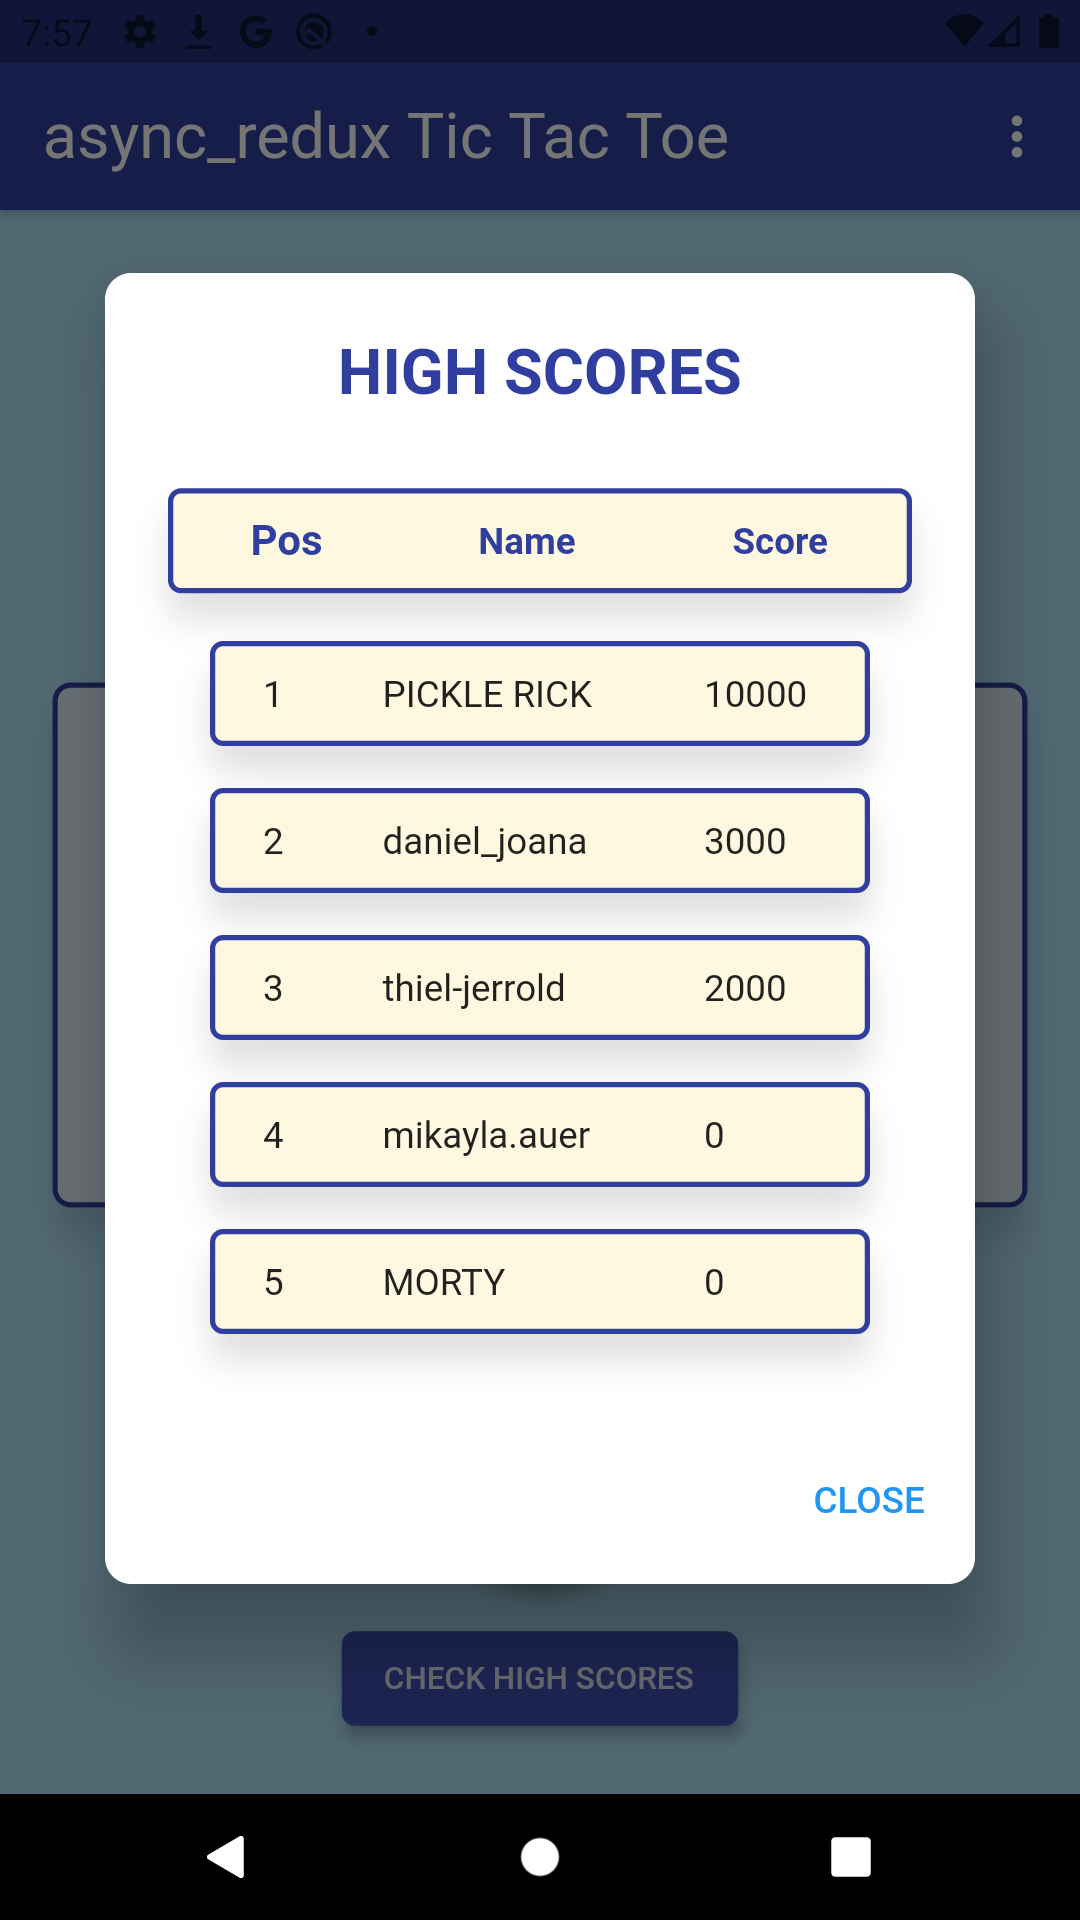 7:57
async_redux Tic Tac Toe
HIGH SCORES
Pos Name Score
1 PICKLE RICK 10000
2 daniel_joana 3000
3 thiel-jerrold 2000
4 mikayla.auer 0
5 MORTY 0
CLOSE
CHECK HIGH SCORES